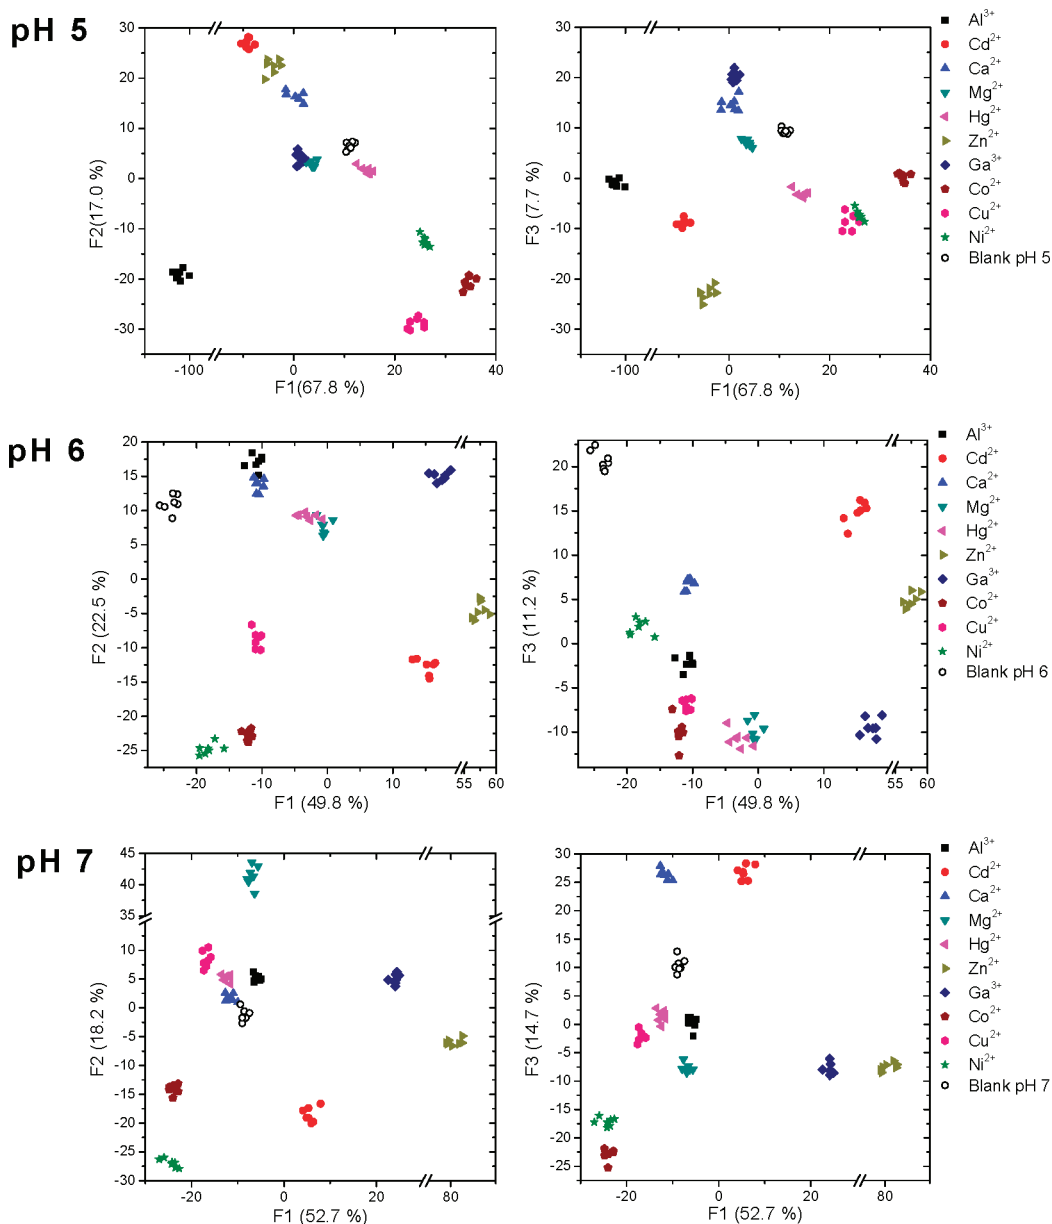 pH 5
30
20
10
0
-10
-20
-30
F2(17.0 %)
-100
0
20
40
F1(67.8 %)
30
20
10
0
-10
-20
-30
F3 (7.7 %)
-100
0
20
40
F1(67.8 %)
Al3+
Cd2+
Ca2+
Mg2+
Hg2+
Zn2+
Ga3+
Co2+
Cu2+
Ni2+
Blank pH 5
pH 6
20
15
10
5
0
-5
-10
-15
-20
-25
F2 (22.5 %)
-20
-10
0
10
55
60
F1 (49.8 %)
20
15
10
5
0
-5
-10
F3 (11.2 %)
-20
-10
0
10
55
60
F1 (49.8 %)
Al3+
Cd2+
Ca2+
Mg2+
Hg2+
Zn2+
Ga3+
Co2+
Cu2+
Ni2+
Blank pH 6
pH 7
45
40
35
10
5
0
-5
-10
-15
-20
-25
-30
F2 (18.2 %)
-20
0
20
80
F1 (52.7 %)
30
25
20
15
10
5
0
-5
-10
-15
-20
-25
F3 (14.7 %)
-20
0
20
80
F1 (52.7 %)
Al3+
Cd2+
Ca2+
Mg2+
Hg2+
Zn2+
Ga3+
Co2+
Cu2+
Ni2+
Blank pH 7